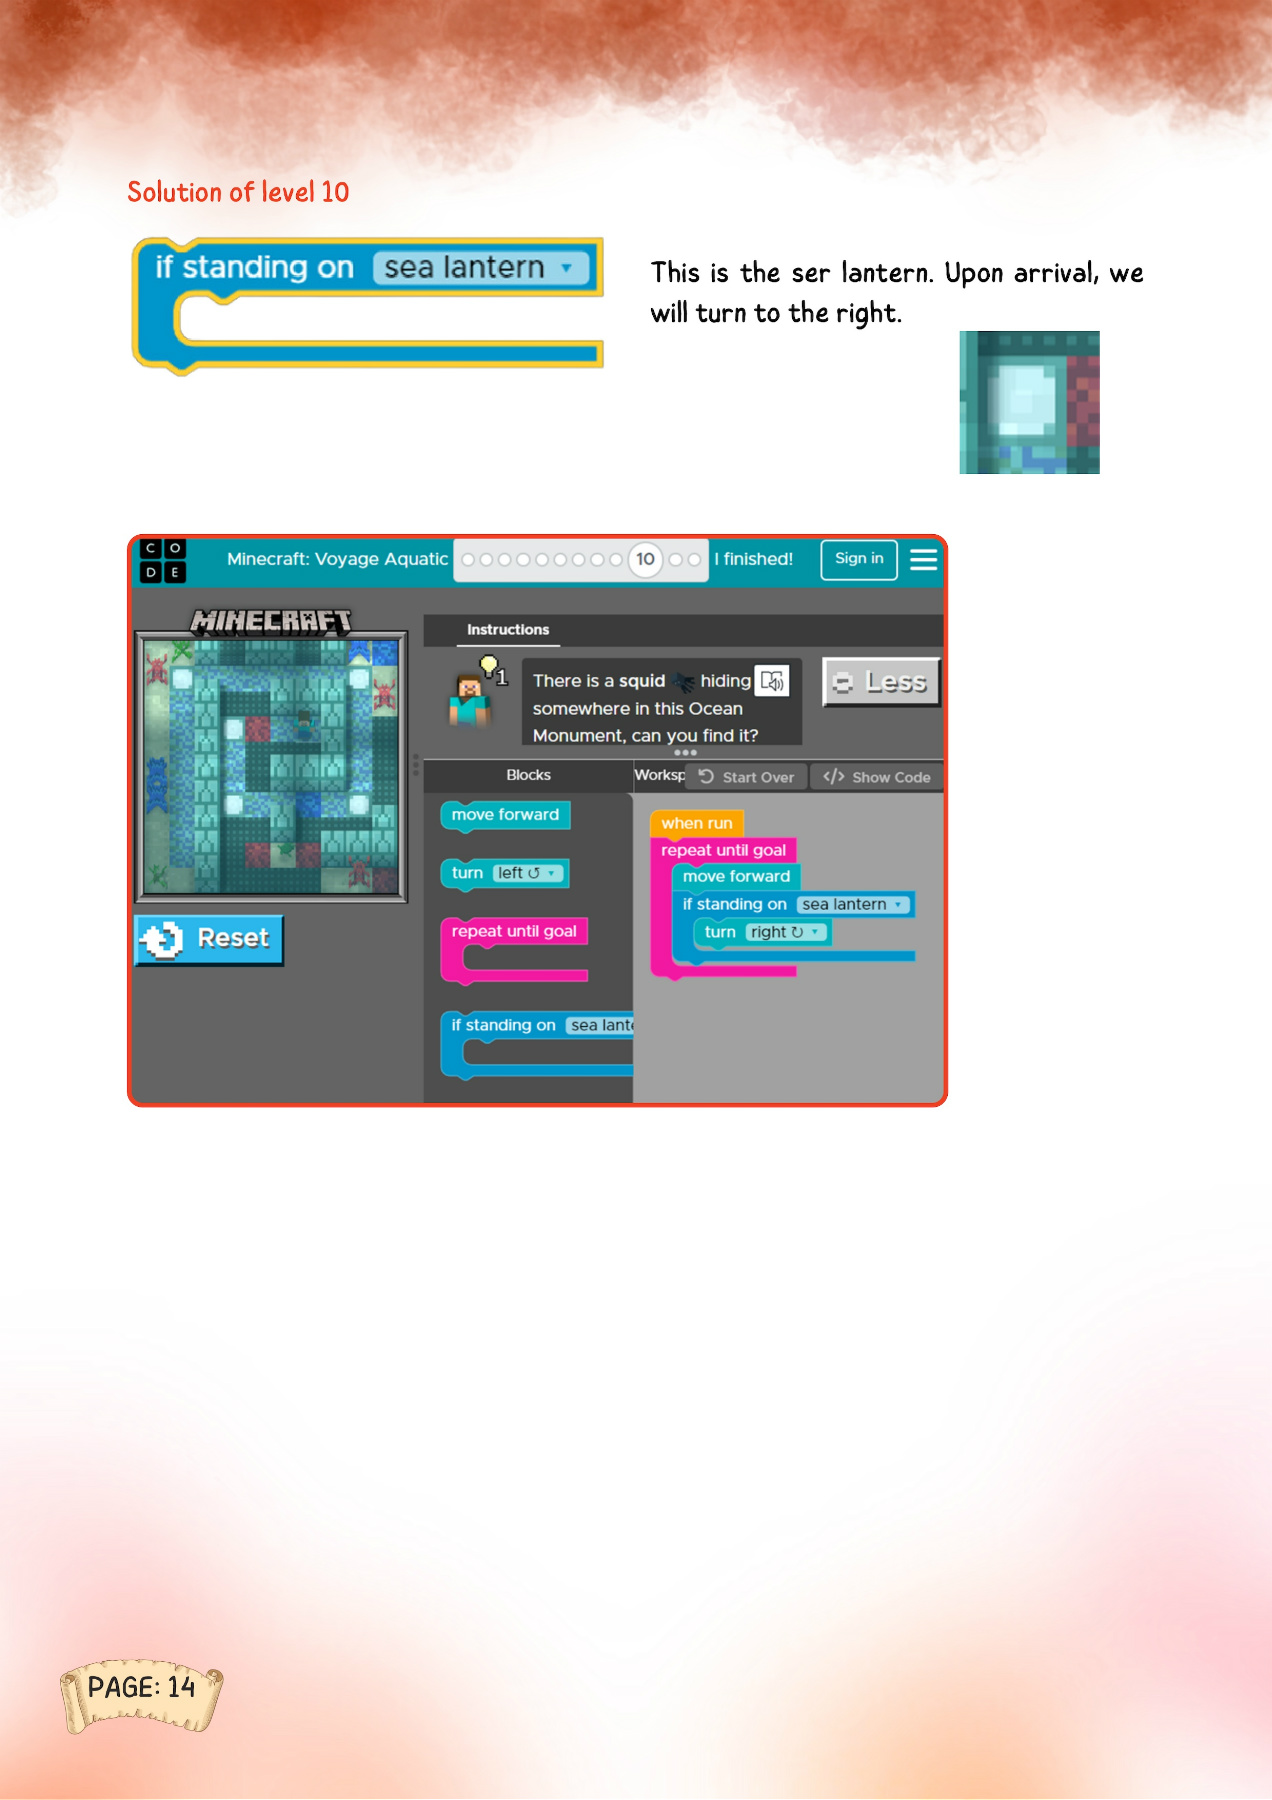 Solution of level 10
if standing on sea lantern
This is the ser lantern. Upon arrival, we
will turn to the right.
C O
D E
Minecraft: Voyage Aquatic
10
I finished!
Sign in
MINECRAFT
Instructions
1
There is a squid hiding
somewhere in this Ocean
Monument, can you find it?
Less
Blocks
Worksp
Start Over
</> Show Code
move forward
turn left ↺
repeat until goal
if standing on sea lante
when run
repeat until goal
move forward
if standing on sea lantern
turn right ↻
Reset
PAGE: 14